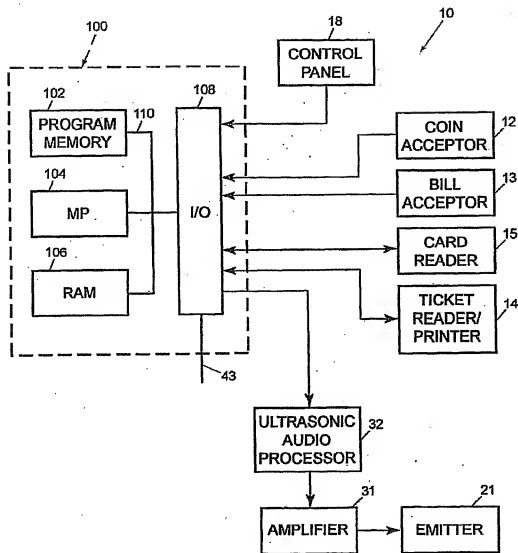 10
100
18
CONTROL
PANEL
102
PROGRAM
MEMORY
110
108
I/O
COIN
ACCEPTOR
12
BILL
ACCEPTOR
13
104
MP
CARD
READER
15
106
RAM
TICKET
READER/
PRINTER
14
43
ULTRASONIC
AUDIO
PROCESSOR
32
AMPLIFIER
31
EMITTER
21